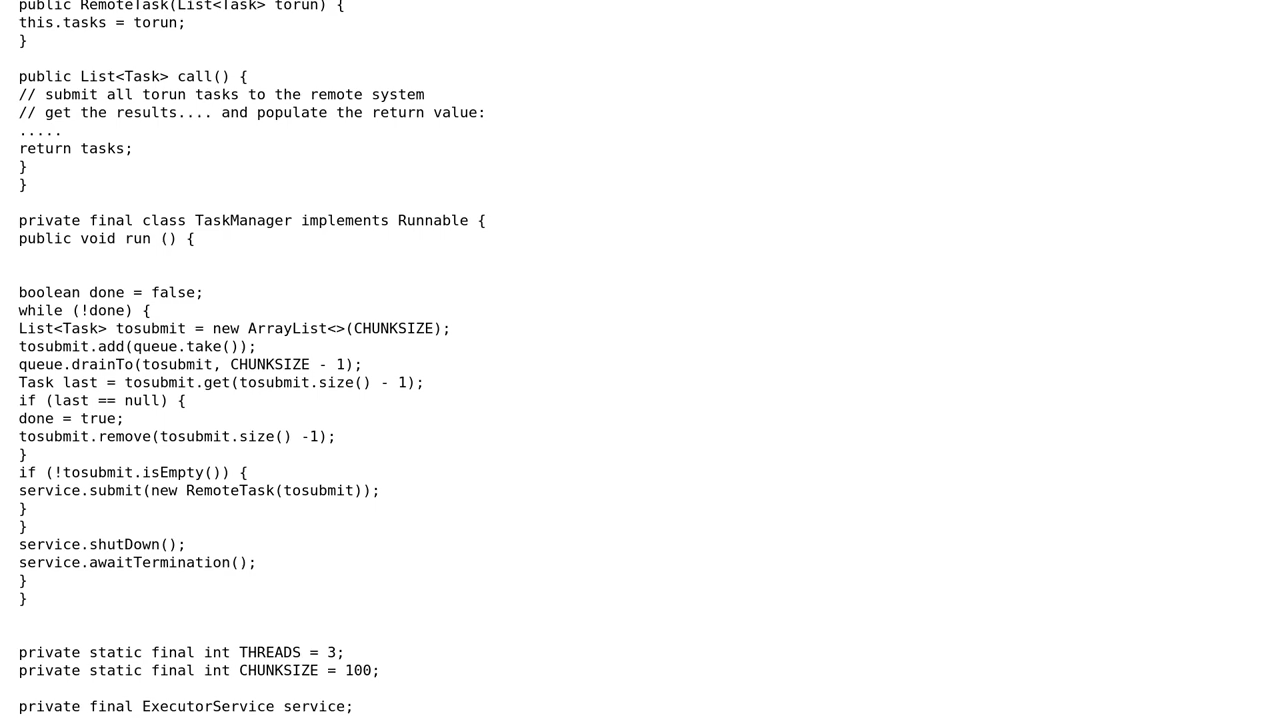 public RemoteTask(List<Task> torun) {
this.tasks = torun;
}
public List<Task> call() {
// submit all torun tasks to the remote system
// get the results.... and populate the return value:
.....
return tasks;
}
}
private final class TaskManager implements Runnable {
public void run () {
boolean done = false;
while (!done) {
List<Task> tosubmit = new ArrayList<>(CHUNKSIZE);
tosubmit.add(queue.take());
queue.drainTo(tosubmit, CHUNKSIZE - 1);
Task last = tosubmit.get(tosubmit.size() - 1);
if (last == null) {
done = true;
tosubmit.remove(tosubmit.size() -1);
}
if (!tosubmit.isEmpty()) {
service.submit(new RemoteTask(tosubmit));
}
}
service.shutDown();
service.awaitTermination();
}
}
private static final int THREADS = 3;
private static final int CHUNKSIZE = 100;
private final ExecutorService service;